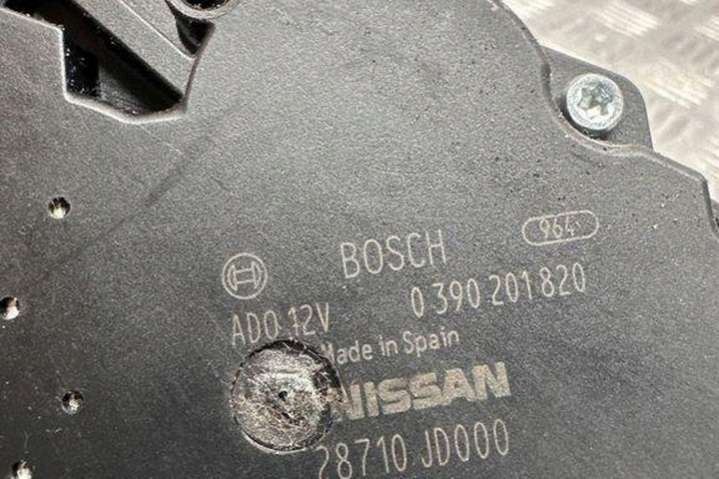 964
BOSCH
0 390 201 820
ADO 12V
Made in Spain
NISSAN
28710 JD000